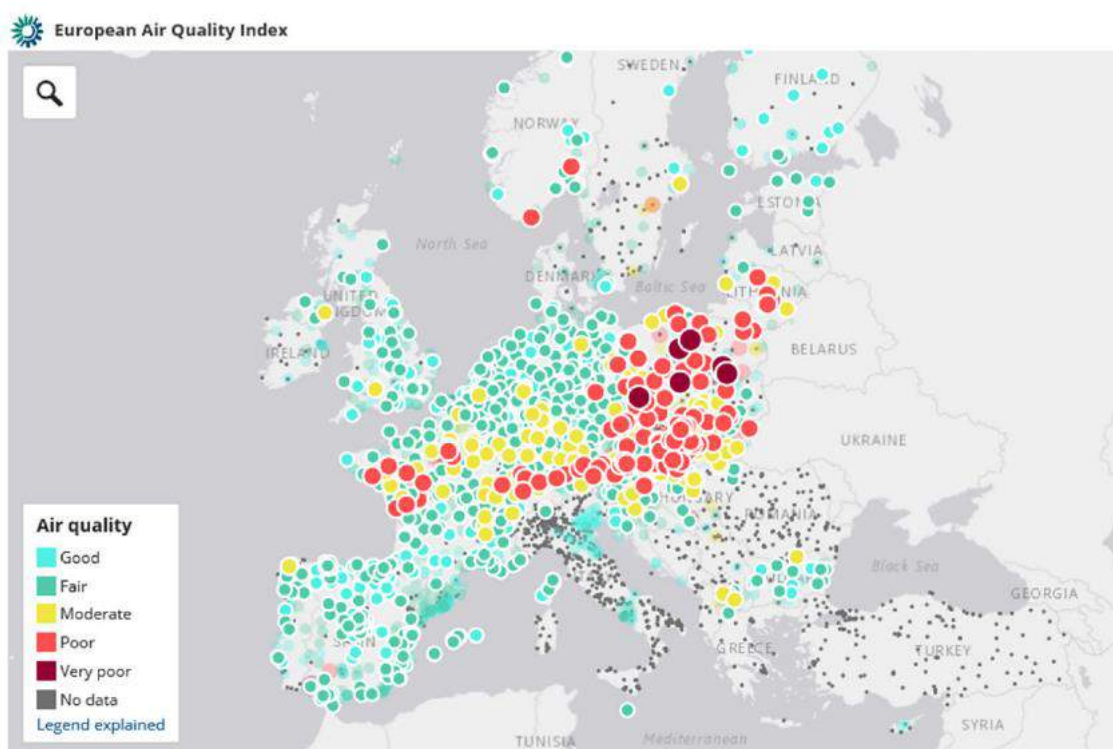 European Air Quality Index
SWEDEN
FINLAND
NORWAY
ESTONIA
North Sea
LATVIA
DENMARK
Baltic Sea
LITHUANIA
UNITED
KINGDOM
IRELAND
BELARUS
UKRAINE
HUNGARY
ROMANIA
Black Sea
GEORGIA
SPAIN
GREECE
TURKEY
SYRIA
TUNISIA
Mediterranean
Air quality
Good
Fair
Moderate
Poor
Very poor
No data
Legend explained